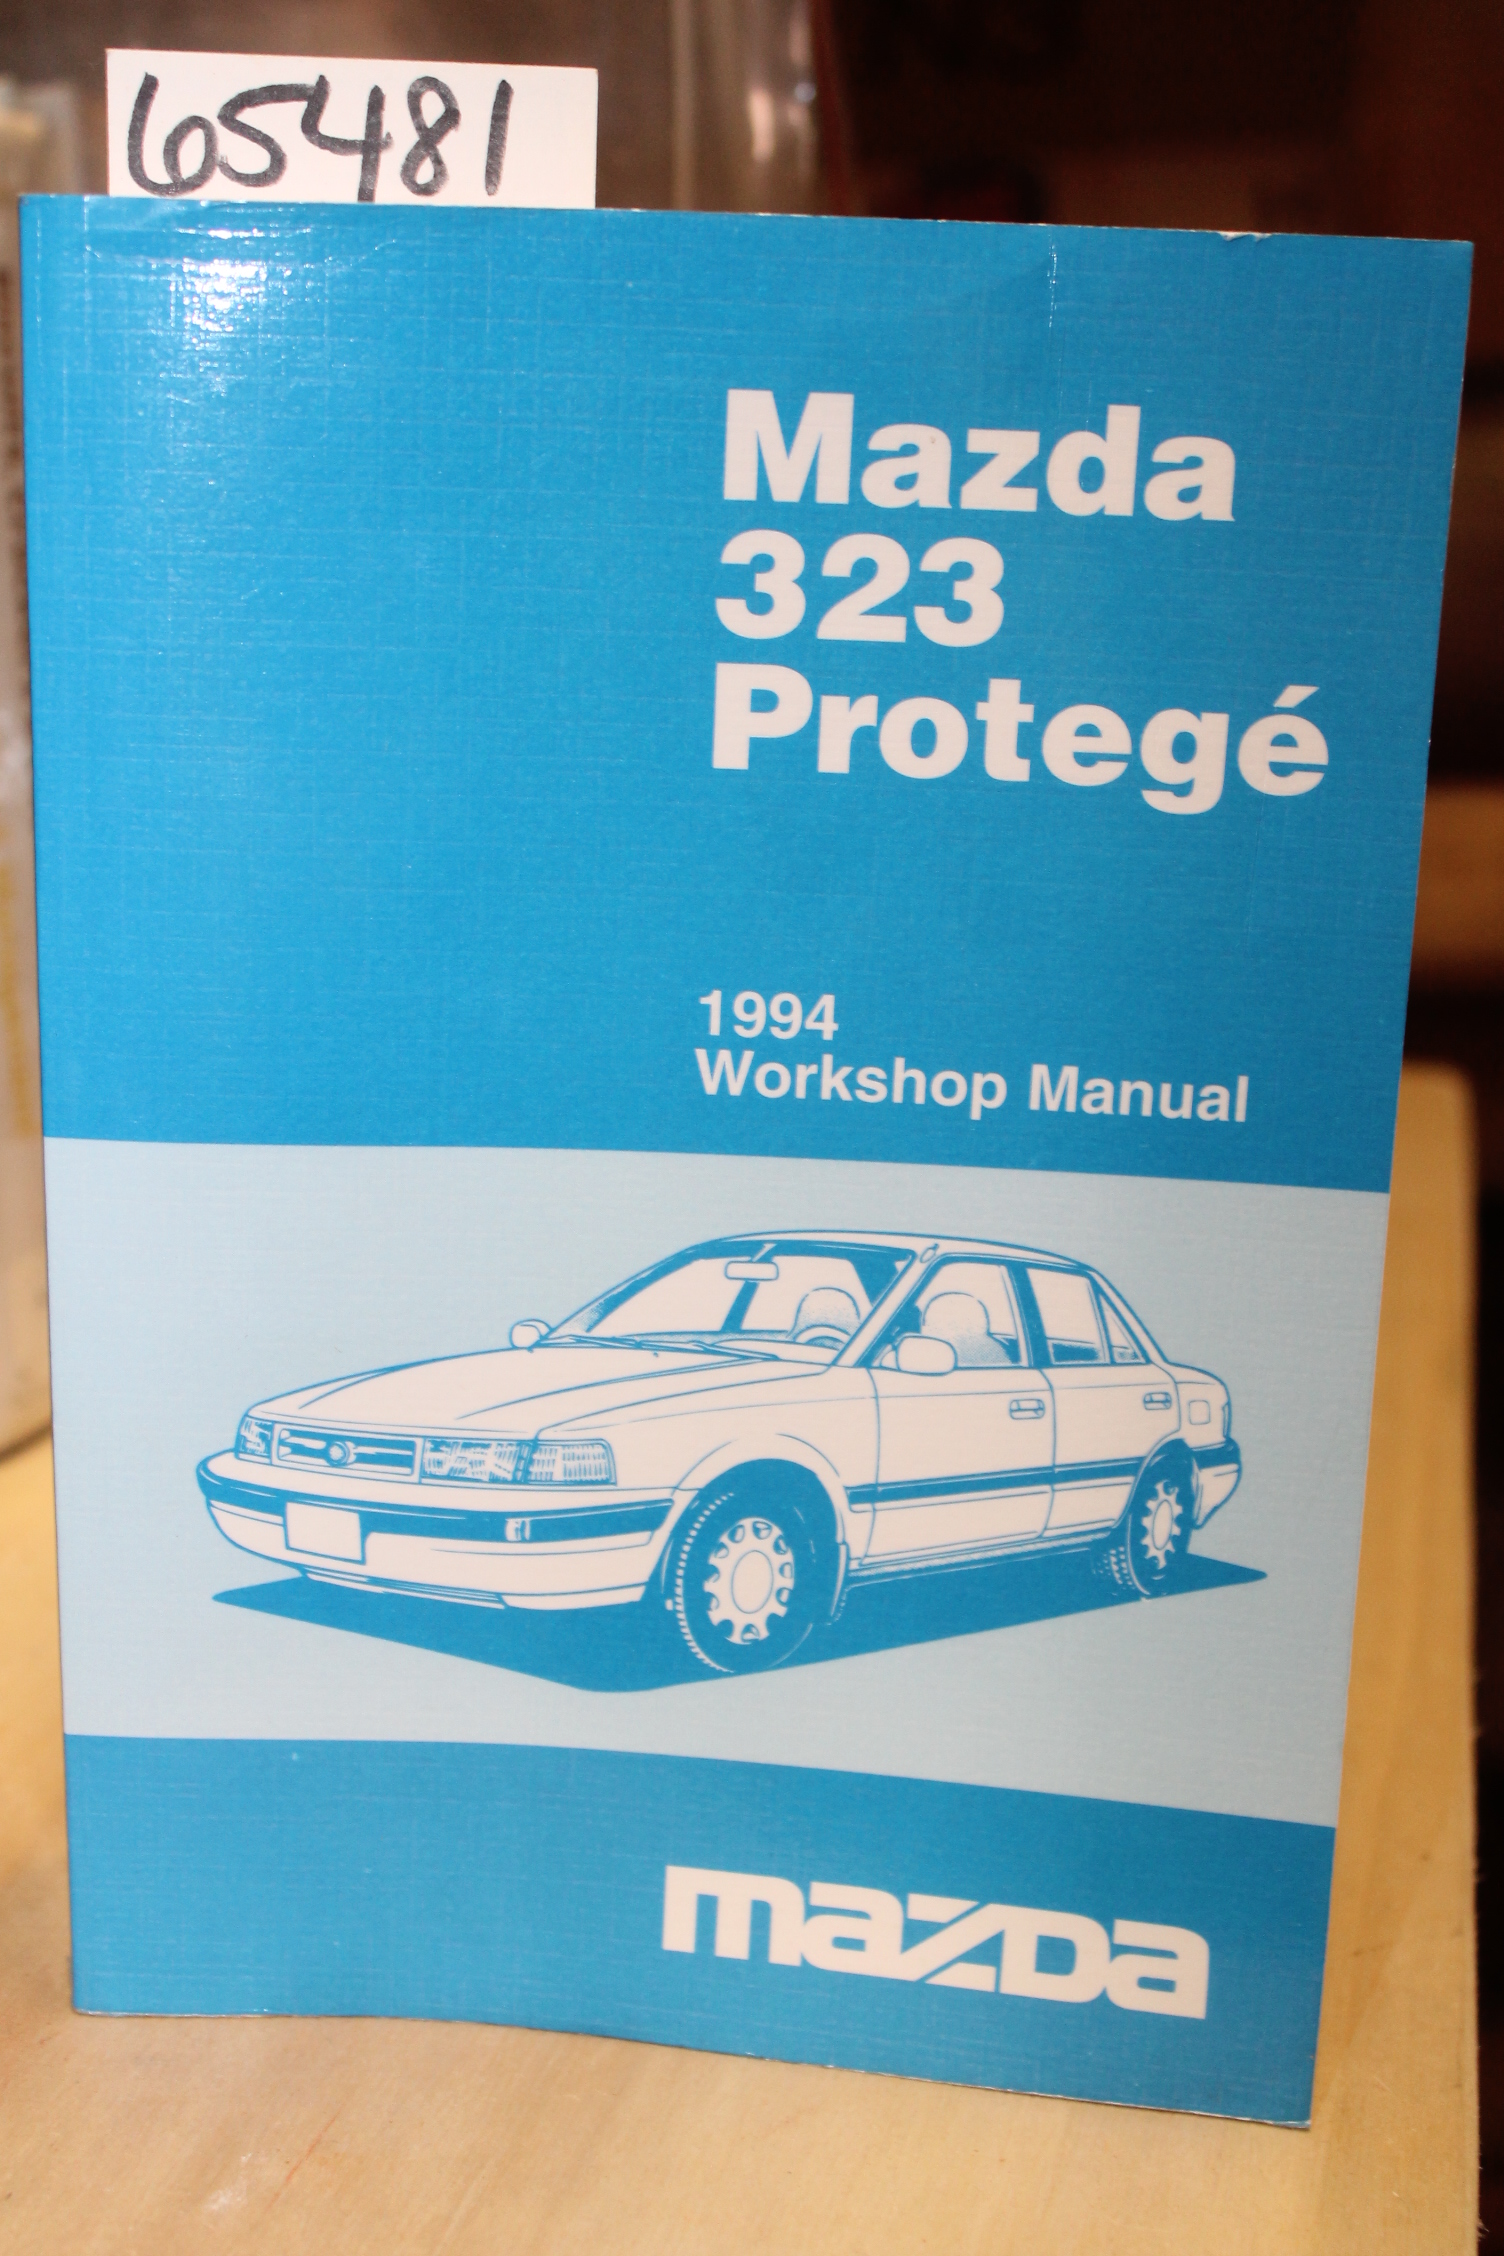 65481
Mazda
323
Protegé
1994
Workshop Manual
mazda